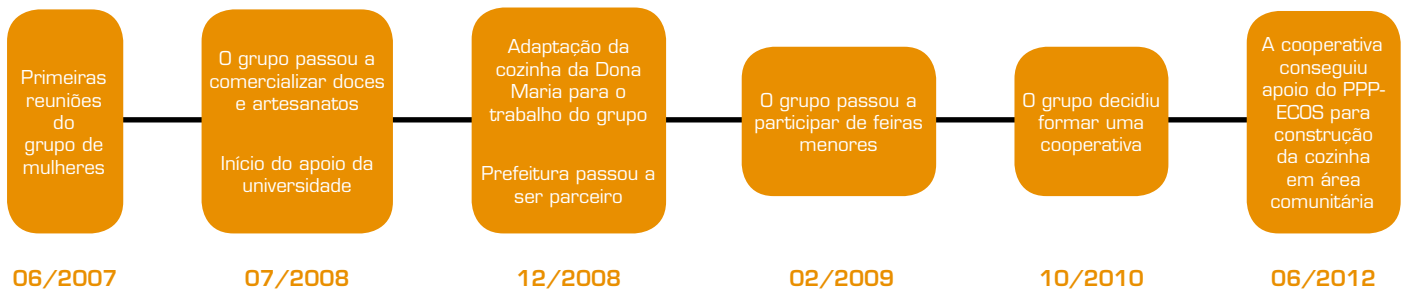 Primeiras
reuniões
do
grupo de
mulheres
O grupo passou a
comercializar doces
e artesanatos
Início do apoio da
universidade
Adaptação da
cozinha da Dona
Maria para o
trabalho do grupo
Prefeitura passou a
ser parceiro
O grupo passou a
participar de feiras
menores
O grupo decidiu
formar uma
cooperativa
A cooperativa
conseguiu
apoio do PPP-
ECOS para
construção
da cozinha
em área
comunitária
06/2007
07/2008
12/2008
02/2009
10/2010
06/2012